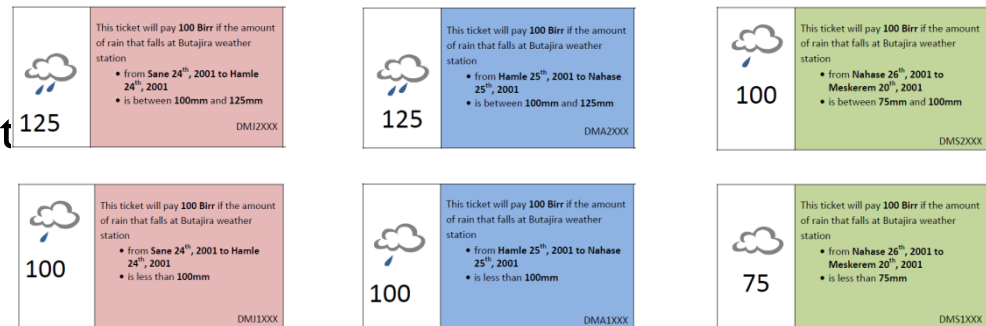 This ticket will pay 100 Birr if the amount
of rain that falls at Butajira weather
station
• from Sane 24th, 2001 to Hamle
24th, 2001
• is between 100mm and 125mm
125
DMJ2XXX
This ticket will pay 100 Birr if the amount
of rain that falls at Butajira weather
station
• from Hamle 25th, 2001 to Nahase
25th, 2001
• is between 100mm and 125mm
125
DMA2XXX
This ticket will pay 100 Birr if the amount
of rain that falls at Butajira weather
station
• from Nahase 26th, 2001 to
Meskerem 20th, 2001
• is between 75mm and 100mm
100
DMS2XXX
t
This ticket will pay 100 Birr if the amount
of rain that falls at Butajira weather
station
• from Sane 24th, 2001 to Hamle
24th, 2001
• is less than 100mm
100
DMJ1XXX
This ticket will pay 100 Birr if the amount
of rain that falls at Butajira weather
station
• from Hamle 25th, 2001 to Nahase
25th, 2001
• is less than 100mm
100
DMA1XXX
This ticket will pay 100 Birr if the amount
of rain that falls at Butajira weather
station
• from Nahase 26th, 2001 to
Meskerem 20th, 2001
• is less than 75mm
75
DMS1XXX